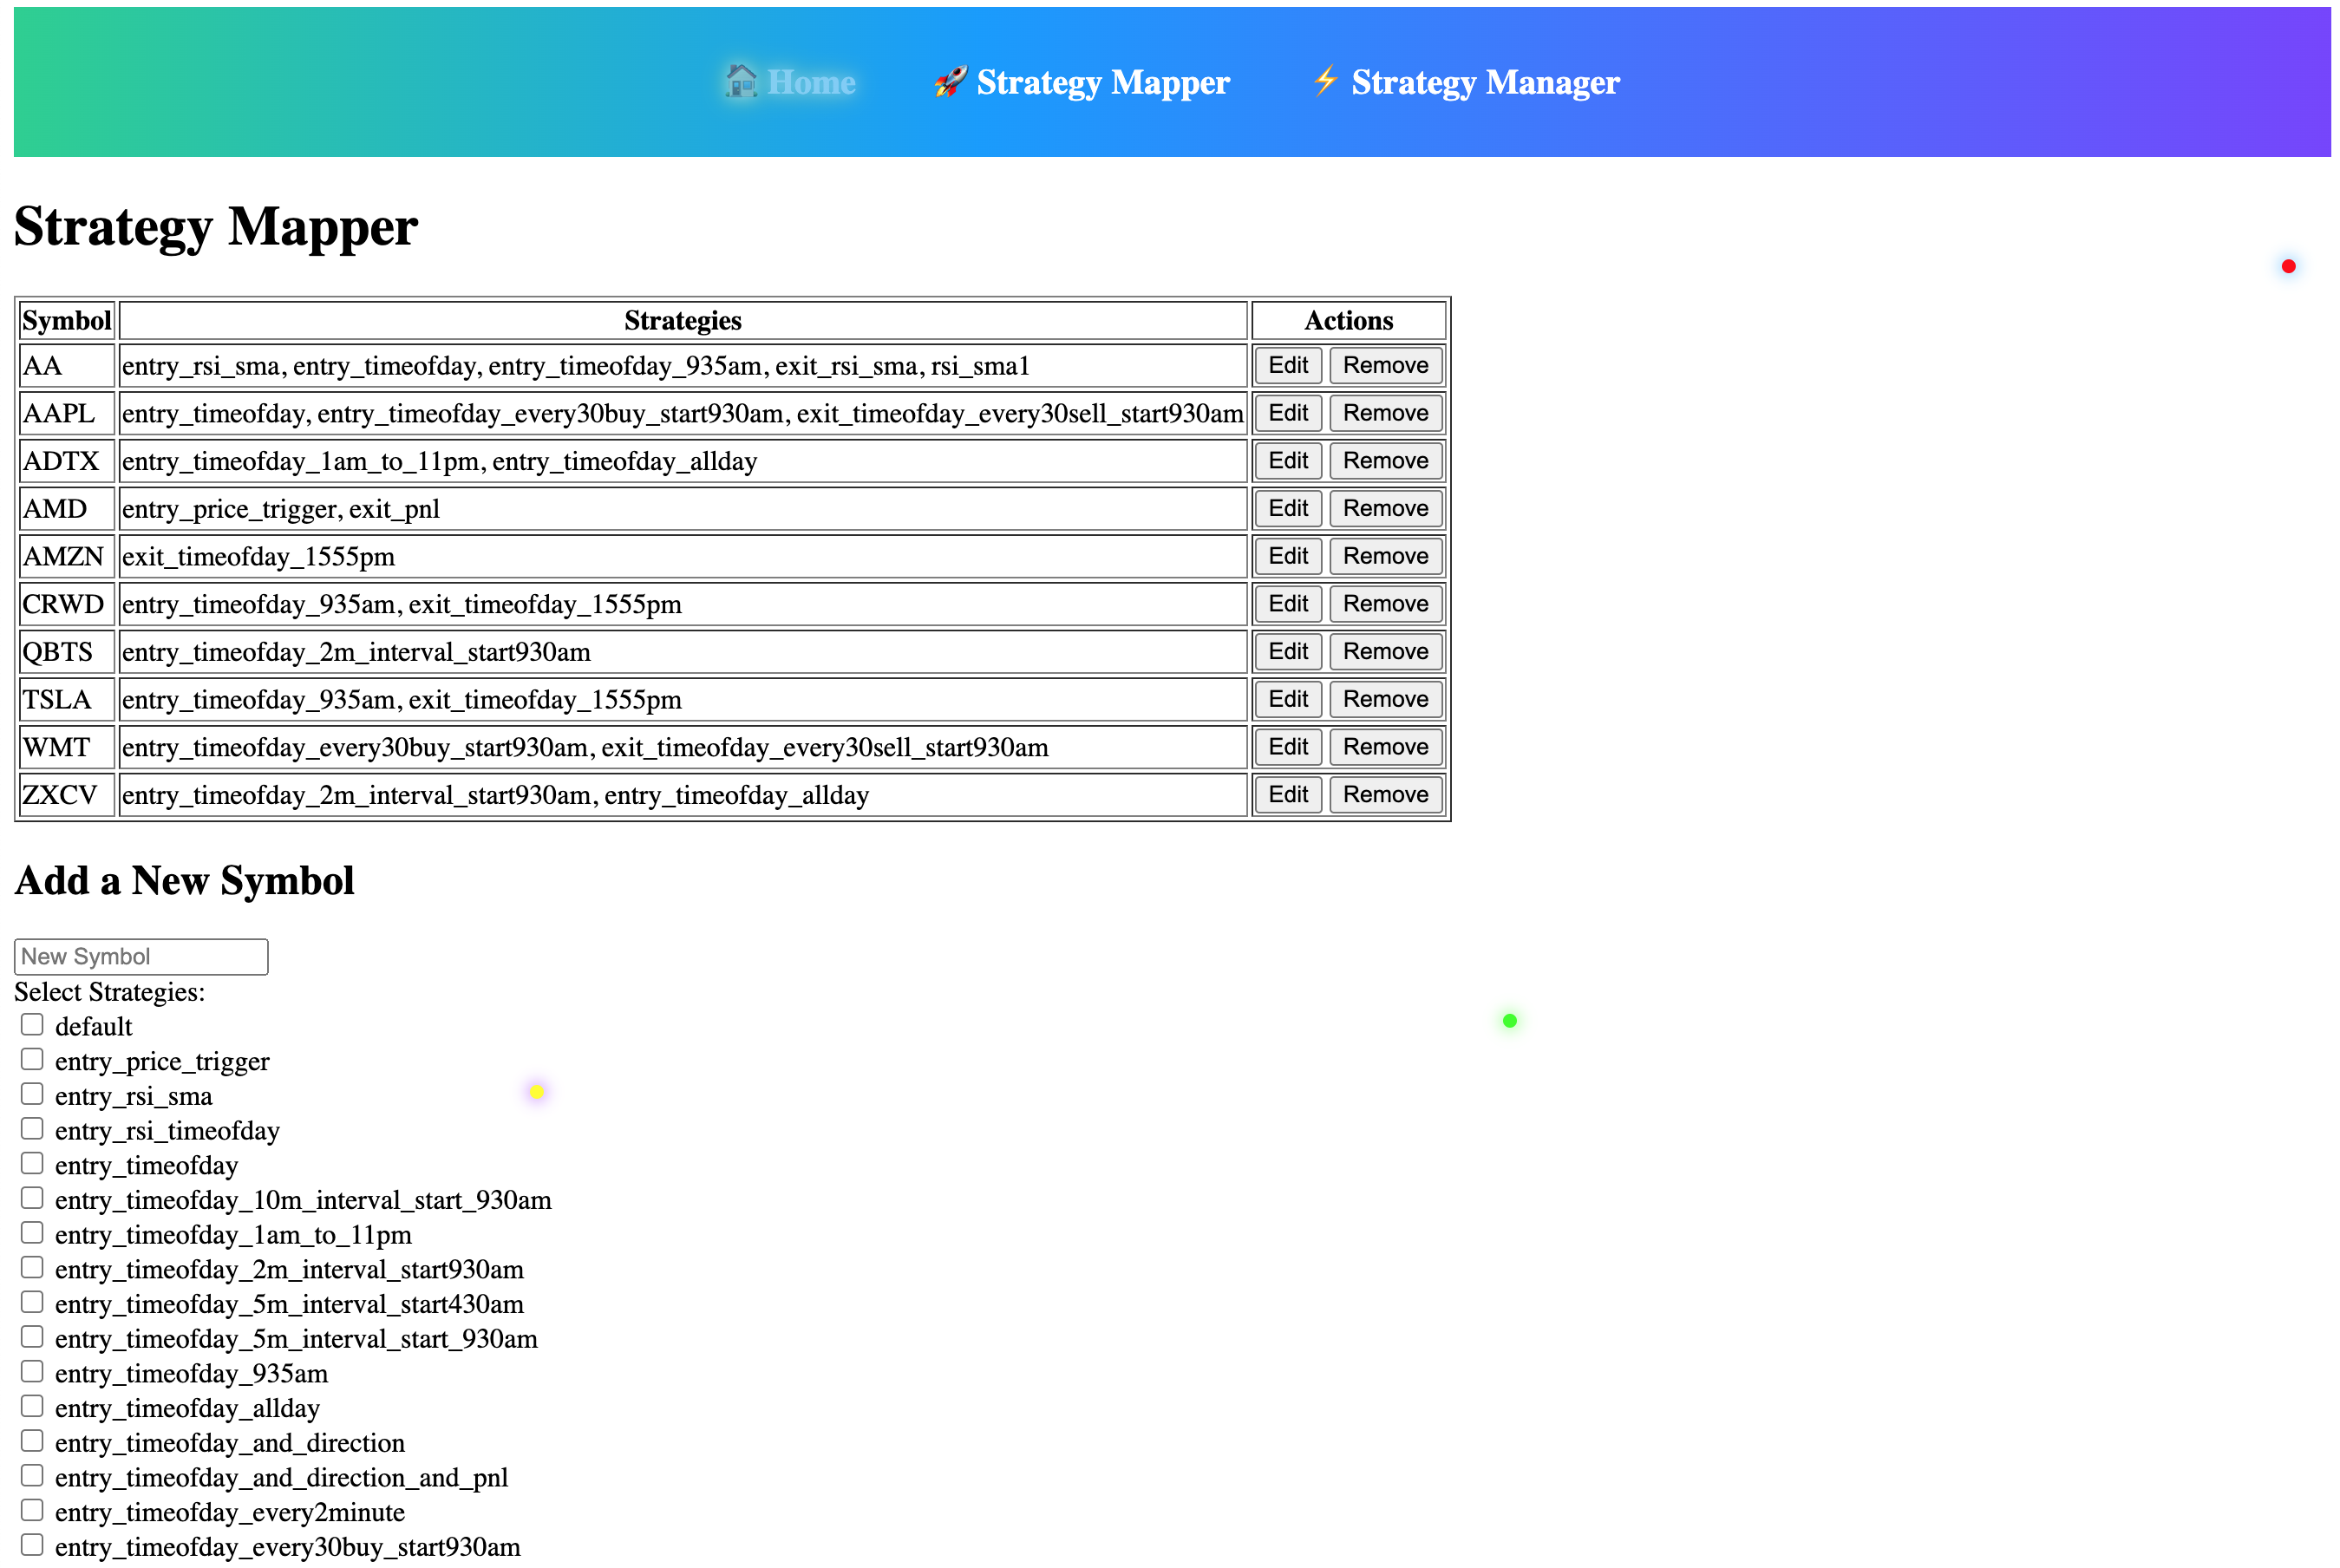 🏠 Home 🚀 Strategy Mapper ⚡ Strategy Manager
Strategy Mapper
Symbol Strategies Actions
AA entry_rsi_sma, entry_timeofday, entry_timeofday_935am, exit_rsi_sma, rsi_sma1 Edit Remove
AAPL entry_timeofday, entry_timeofday_every30buy_start930am, exit_timeofday_every30sell_start930am Edit Remove
ADTX entry_timeofday_1am_to_11pm, entry_timeofday_allday Edit Remove
AMD entry_price_trigger, exit_pnl Edit Remove
AMZN exit_timeofday_1555pm Edit Remove
CRWD entry_timeofday_935am, exit_timeofday_1555pm Edit Remove
QBTS entry_timeofday_2m_interval_start930am Edit Remove
TSLA entry_timeofday_935am, exit_timeofday_1555pm Edit Remove
WMT entry_timeofday_every30buy_start930am, exit_timeofday_every30sell_start930am Edit Remove
ZXCV entry_timeofday_2m_interval_start930am, entry_timeofday_allday Edit Remove
Add a New Symbol
New Symbol
Select Strategies:
default
entry_price_trigger
entry_rsi_sma
entry_rsi_timeofday
entry_timeofday
entry_timeofday_10m_interval_start_930am
entry_timeofday_1am_to_11pm
entry_timeofday_2m_interval_start930am
entry_timeofday_5m_interval_start430am
entry_timeofday_5m_interval_start_930am
entry_timeofday_935am
entry_timeofday_allday
entry_timeofday_and_direction
entry_timeofday_and_direction_and_pnl
entry_timeofday_every2minute
entry_timeofday_every30buy_start930am